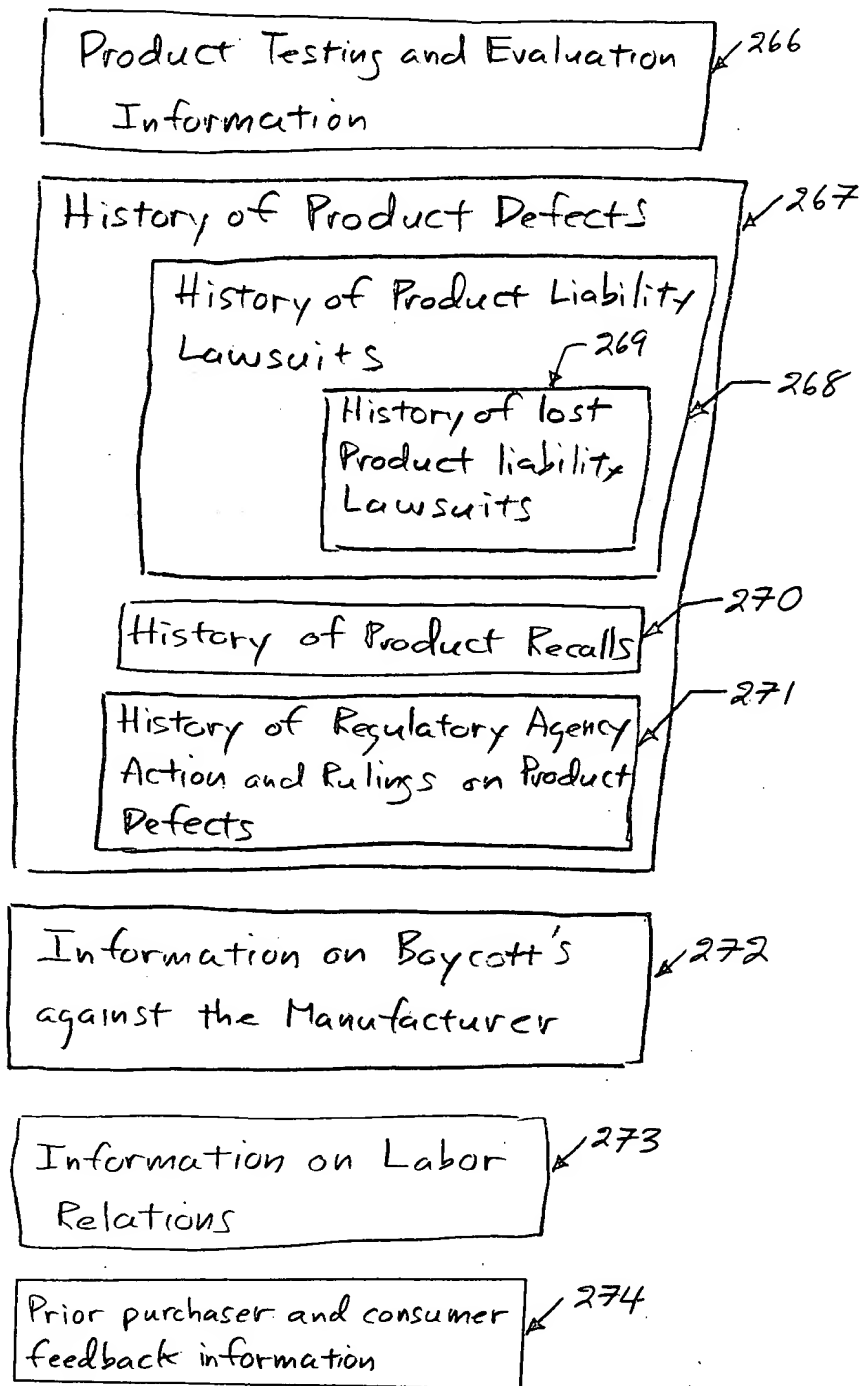 Product Testing and Evaluation 266
Information
History of Product Defects 267
History of Product Liability
Lawsuits 269
268
History of lost
Product liability
Lawsuits
History of Product Recalls 270
History of Regulatory Agency 271
Action and Rulings on Product
Defects
Information on Boycott's 272
against the Manufacturer
Information on Labor 273
Relations
Prior purchaser and consumer 274
feedback information